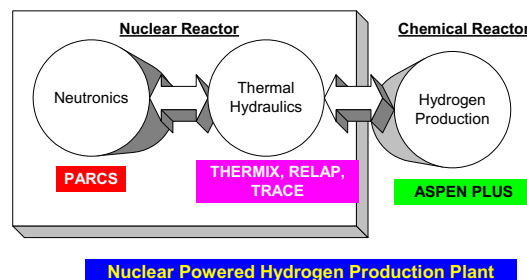 Nuclear Reactor
Chemical Reactor
Neutronics
Thermal
Hydraulics
Hydrogen
Production
PARCS
THERMIX, RELAP,
TRACE
ASPEN PLUS
Nuclear Powered Hydrogen Production Plant